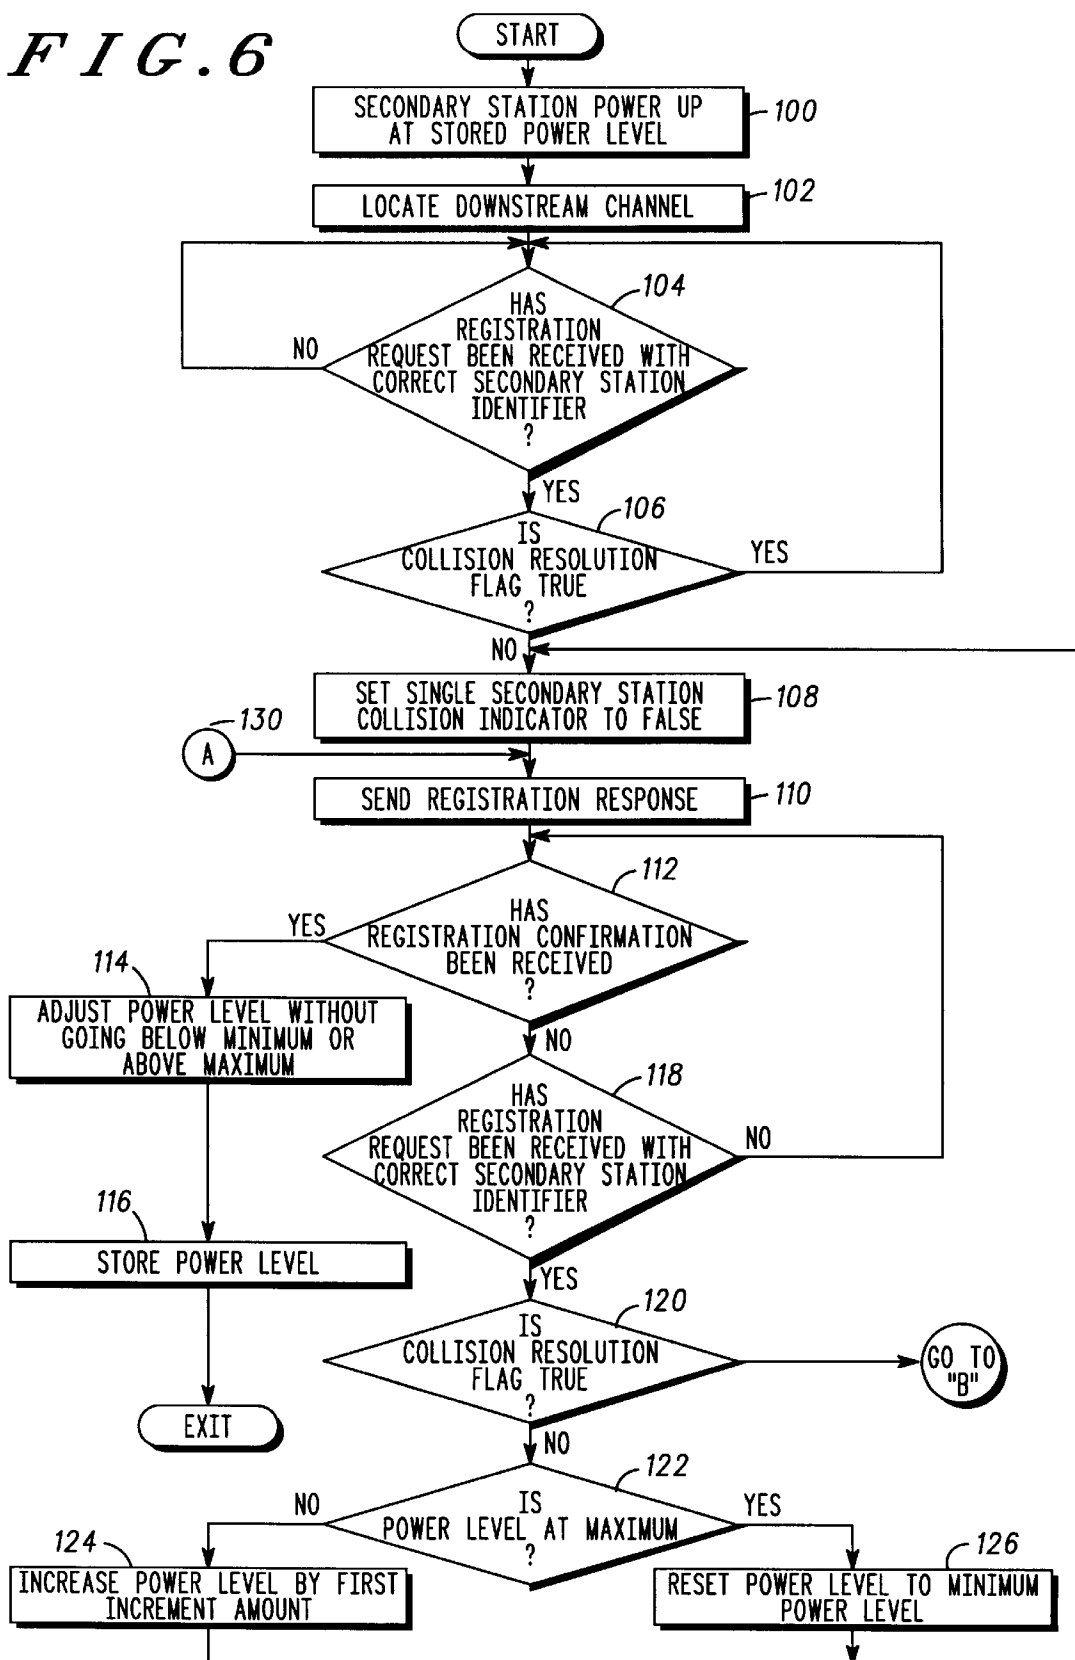 FIG.6
START
SECONDARY STATION POWER UP
AT STORED POWER LEVEL
100
LOCATE DOWNSTREAM CHANNEL
102
104
HAS
REGISTRATION
REQUEST BEEN RECEIVED WITH
CORRECT SECONDARY STATION
IDENTIFIER
?
NO
YES
106
IS
COLLISION RESOLUTION
FLAG TRUE
?
YES
NO
SET SINGLE SECONDARY STATION
COLLISION INDICATOR TO FALSE
108
130
A
SEND REGISTRATION RESPONSE
110
112
HAS
REGISTRATION CONFIRMATION
BEEN RECEIVED
?
YES
NO
114
ADJUST POWER LEVEL WITHOUT
GOING BELOW MINIMUM OR
ABOVE MAXIMUM
118
HAS
REGISTRATION
REQUEST BEEN RECEIVED WITH
CORRECT SECONDARY STATION
IDENTIFIER
?
NO
YES
116
STORE POWER LEVEL
120
IS
COLLISION RESOLUTION
FLAG TRUE
?
GO TO
"B"
EXIT
NO
122
IS
POWER LEVEL AT MAXIMUM
?
NO
YES
124
INCREASE POWER LEVEL BY FIRST
INCREMENT AMOUNT
126
RESET POWER LEVEL TO MINIMUM
POWER LEVEL